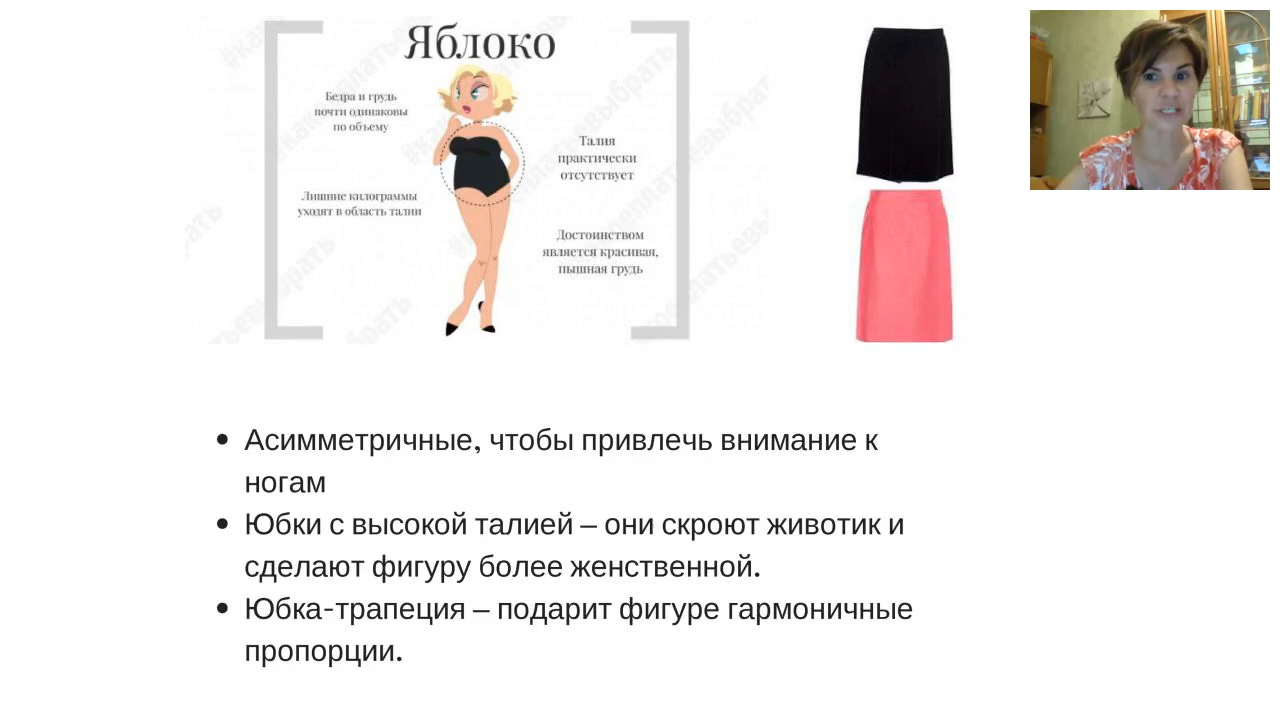 Яблоко
Бедра и грудь
почти одинаковы
по объему
Талия
практически
отсутствует
Лишние килограммы
уходят в область талии
Достоинством
является красивая,
пышная грудь
Асимметричные, чтобы привлечь внимание к
ногам
Юбки с высокой талией – они скроют животик и
сделают фигуру более женственной.
Юбка-трапеция – подарит фигуре гармоничные
пропорции.